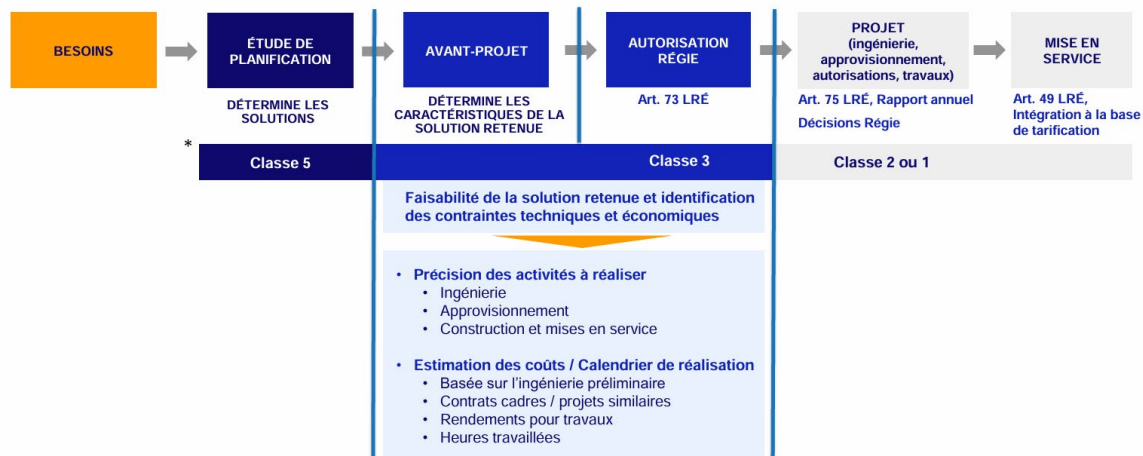 BESOINS
ÉTUDE DE
PLANIFICATION
AVANT-PROJET
AUTORISATION
RÉGIE
PROJET
(ingénierie,
approvisionnement,
autorisations, travaux)
MISE EN
SERVICE
DÉTERMINE LES
SOLUTIONS
DÉTERMINE LES
CARACTÉRISTIQUES DE LA
SOLUTION RETENUE
Art. 73 LRÉ
Art. 75 LRÉ, Rapport annuel
Décisions Régie
Art. 49 LRÉ,
Intégration à la base
de tarification
*
Classe 5
Classe 3
Classe 2 ou 1
Faisabilité de la solution retenue et identification
des contraintes techniques et économiques
• Précision des activités à réaliser
• Ingénierie
• Approvisionnement
• Construction et mises en service
• Estimation des coûts / Calendrier de réalisation
• Basée sur l'ingénierie préliminaire
• Contrats cadres / projets similaires
• Rendements pour travaux
• Heures travaillées